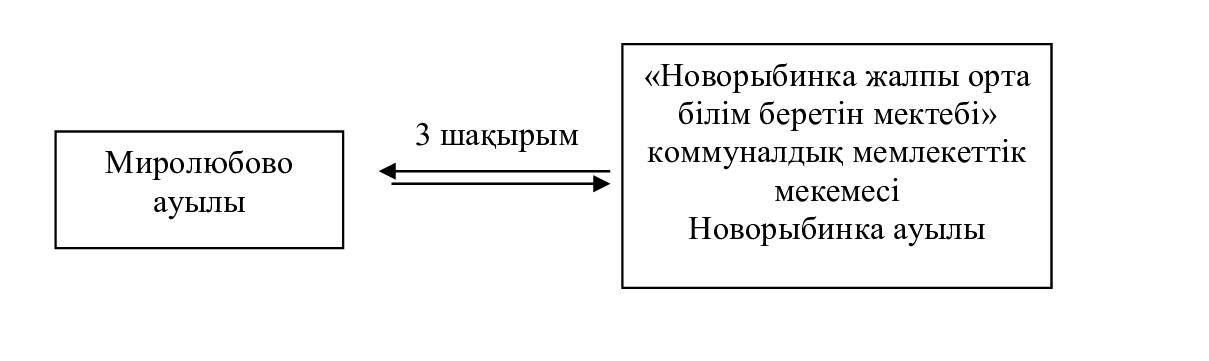 Миролюбово
ауылы
3 шақырым
«Новорыбинка жалпы орта
білім беретін мектебі»
коммуналдық мемлекеттік
мекемесі
Новорыбинка ауылы